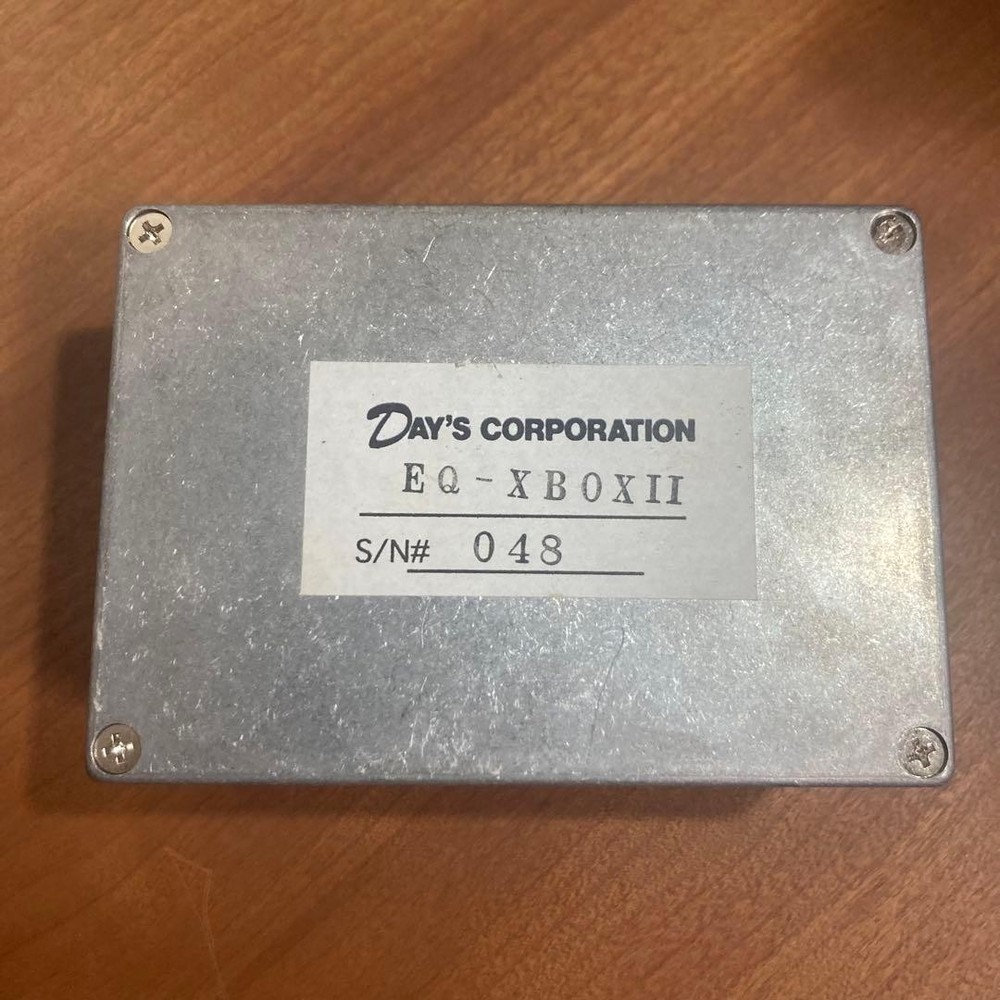 DAY'S CORPORATION
EQ-XBOXII
S/N# 048